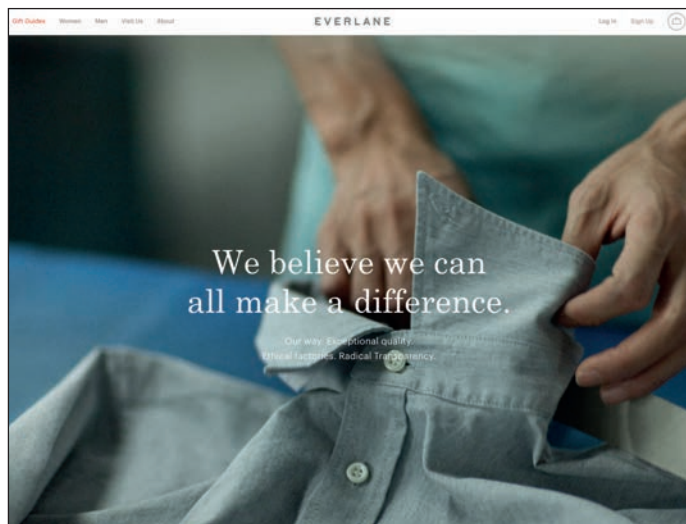 Gift Guides Women Men Visit Us About EVERLANE Log In Sign Up
We believe we can
all make a difference.
Our way. Exceptional quality.
Ethical factories. Radical Transparency.